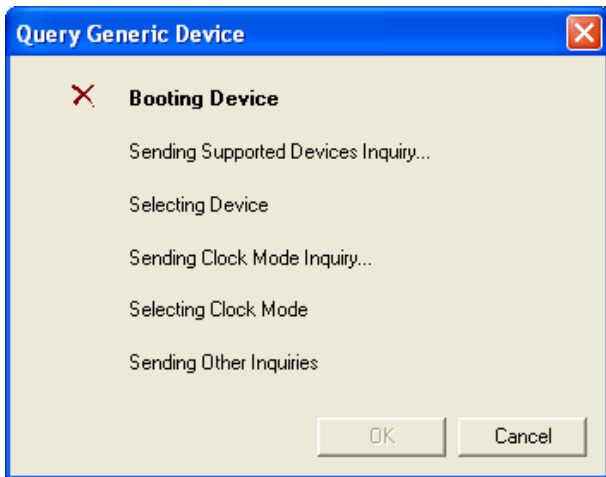 Query Generic Device
Booting Device
Sending Supported Devices Inquiry...
Selecting Device
Sending Clock Mode Inquiry...
Selecting Clock Mode
Sending Other Inquiries
OK Cancel